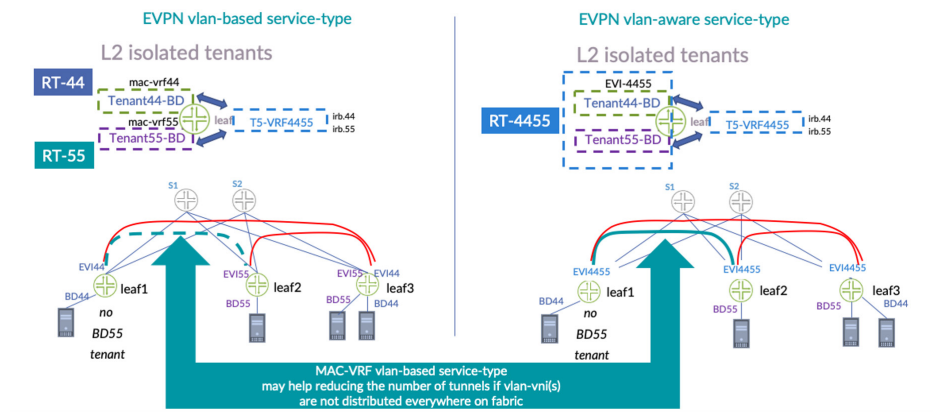 EVPN vlan-based service-type
L2 isolated tenants
RT-44
mac-vrf44
Tenant44-BD
mac-vrf55
Tenant55-BD
RT-55
leaf
T5-VRF4455
irb.44
irb.55
S1
S2
EVI44
leaf1
BD44
no
BD55
tenant
EVI55
leaf2
BD55
EVI55
EVI44
leaf3
BD55
BD44
EVPN vlan-aware service-type
L2 isolated tenants
RT-4455
EVI-4455
Tenant44-BD
Tenant55-BD
leaf
T5-VRF4455
irb.44
irb.55
S1
S2
EVI4455
leaf1
BD44
no
BD55
tenant
EVI4455
leaf2
BD55
EVI4455
leaf3
BD55
BD44
MAC-VRF vlan-based service-type
may help reducing the number of tunnels if vlan-vni(s)
are not distributed everywhere on fabric